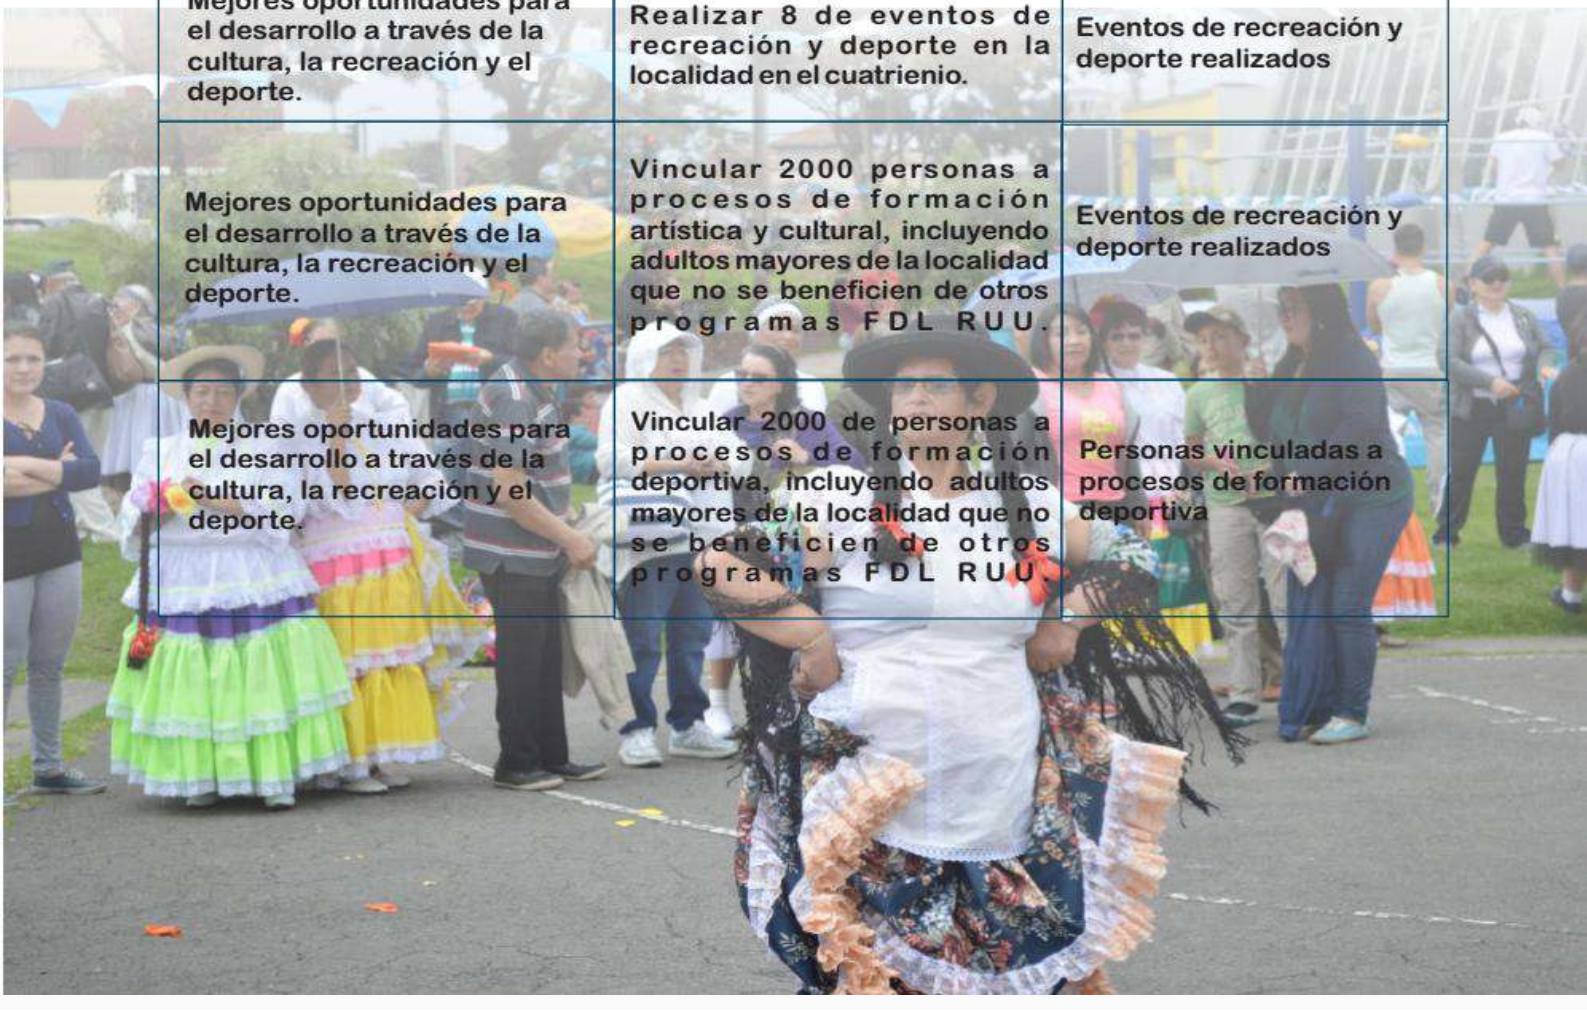 Mejores oportunidades para
el desarrollo a través de la
cultura, la recreación y el
deporte.
Realizar 8 de eventos de
recreación y deporte en la
localidad en el cuatrienio.
Eventos de recreación y
deporte realizados
Mejores oportunidades para
el desarrollo a través de la
cultura, la recreación y el
deporte.
Vincular 2000 personas a
procesos de formación
artística y cultural, incluyendo
adultos mayores de la localidad
que no se beneficien de otros
programas FDL RUU.
Eventos de recreación y
deporte realizados
Mejores oportunidades para
el desarrollo a través de la
cultura, la recreación y el
deporte.
Vincular 2000 de personas a
procesos de formación
deportiva, incluyendo adultos
mayores de la localidad que no
se beneficien de otros
programas FDL RUU.
Personas vinculadas a
procesos de formación
deportiva